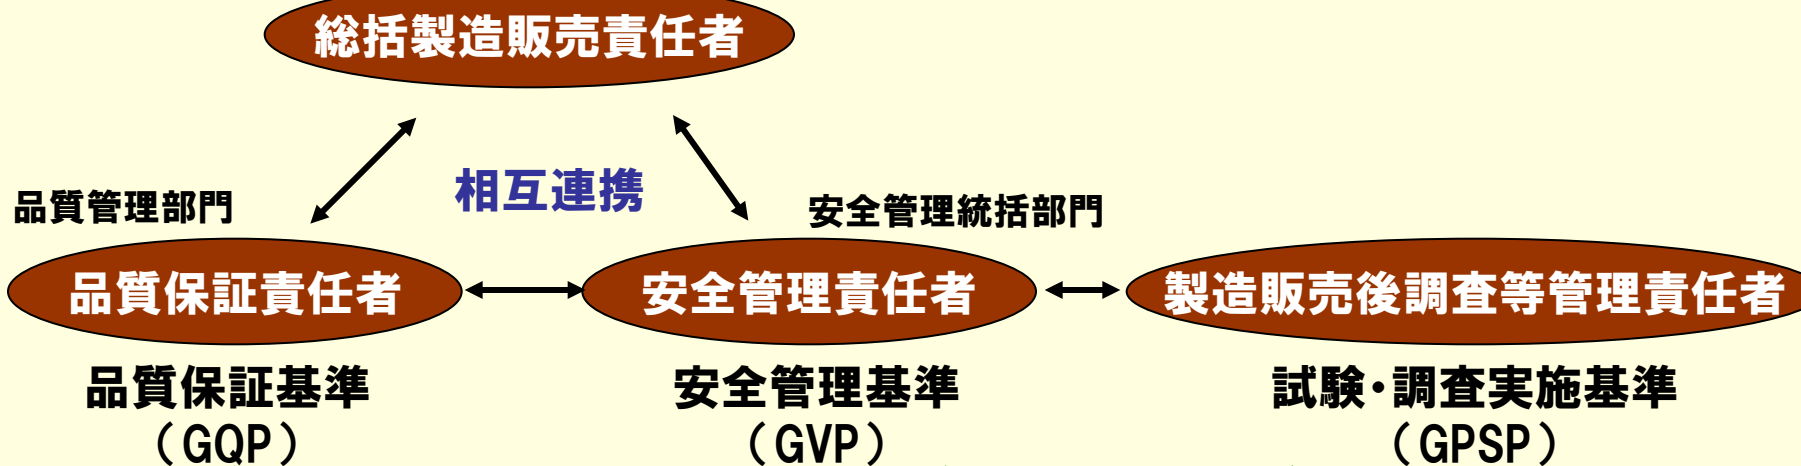 総括製造販売責任者
相互連携
品質管理部門
安全管理統括部門
品質保証責任者
安全管理責任者
製造販売後調査等管理責任者
品質保証基準
（GQP）
安全管理基準
（GVP）
試験・調査実施基準
（GPSP）